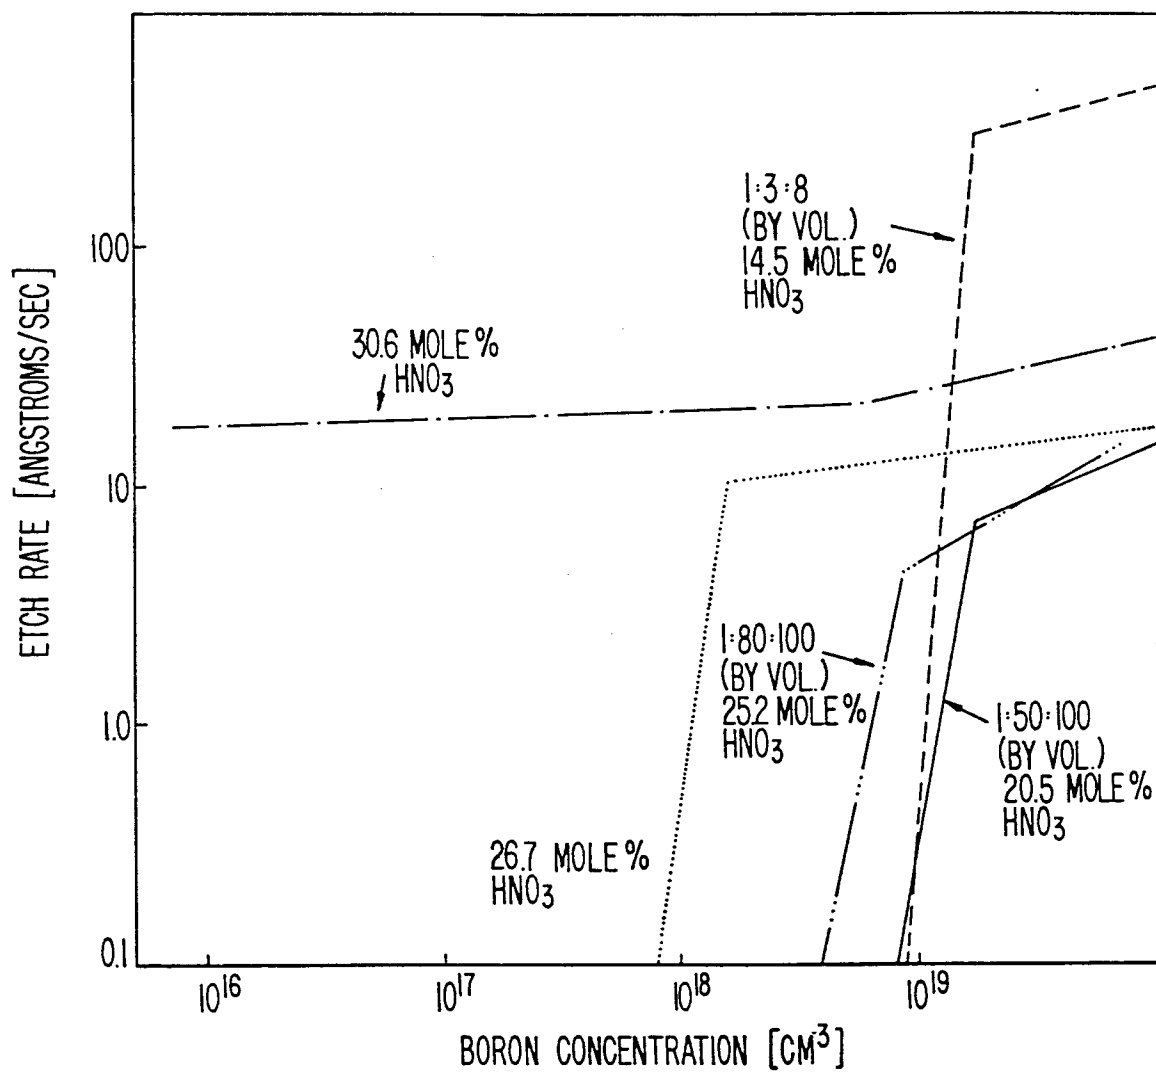 1:3:8
(BY VOL.)
14.5 MOLE %
HNO3
100
30.6 MOLE %
HNO3
ETCH RATE [ANGSTROMS/SEC]
10
1:80:100
(BY VOL.)
25.2 MOLE %
HNO3
1:50:100
(BY VOL.)
20.5 MOLE %
HNO3
1.0
26.7 MOLE %
HNO3
0.1
10^16
10^17
10^18
10^19
BORON CONCENTRATION [CM^-3]